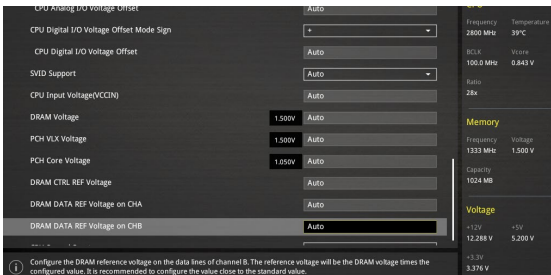 CPU Analog I/O Voltage Offset Auto
CPU Digital I/O Voltage Offset Mode Sign +
CPU Digital I/O Voltage Offset Auto
SVID Support Auto
CPU Input Voltage(VCCIN) Auto
DRAM Voltage 1.500V Auto
PCH VLX Voltage 1.500V Auto
PCH Core Voltage 1.050V Auto
DRAM CTRL REF Voltage Auto
DRAM DATA REF Voltage on CHA Auto
DRAM DATA REF Voltage on CHB Auto
Configure the DRAM reference voltage on the data lines of channel B. The reference voltage will be the DRAM voltage times the
configured value. It is recommended to configure the value close to the standard value.
CPU
Frequency Temperature
2800 MHz 39°C
BCLK Vcore
100.0 MHz 0.843 V
Ratio
28x
Memory
Frequency Voltage
1333 MHz 1.500 V
Capacity
1024 MB
Voltage
+12V +5V
12.288 V 5.200 V
+3.3V
3.376 V